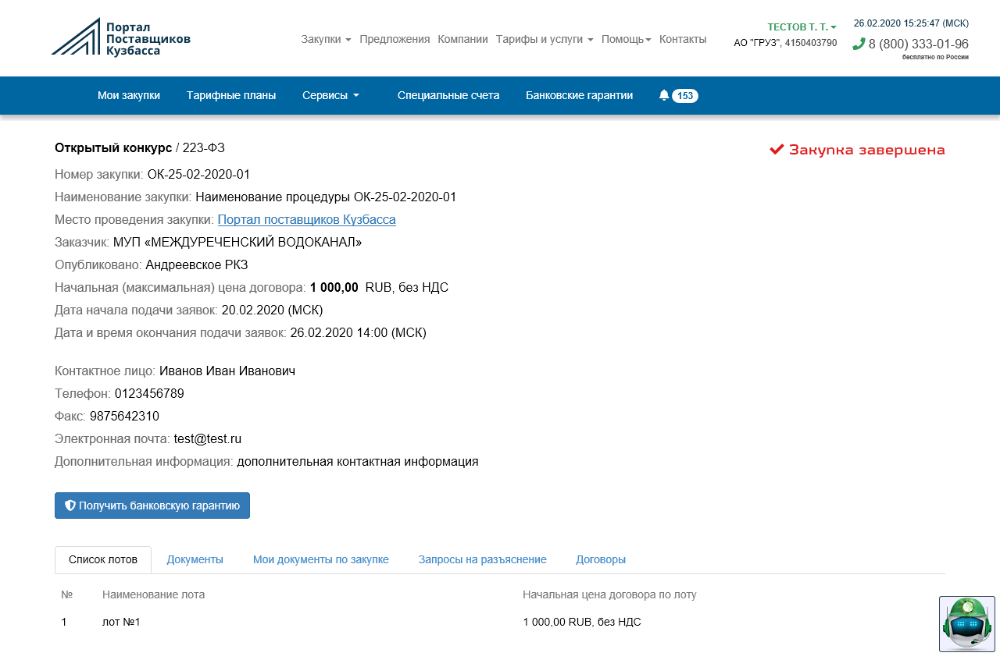 Портал
Поставщиков
Кузбасса
Закупки Предложения Компании Тарифы и услуги Помощь Контакты
ТЕСТОВ Т. Т.
АО "ГРУЗ", 4150403790
26.02.2020 15:25:47 (МСК)
8 (800) 333-01-96
бесплатно по России
Мои закупки Тарифные планы Сервисы Специальные счета Банковские гарантии 153
Открытый конкурс / 223-ФЗ
Закупка завершена
Номер закупки: ОК-25-02-2020-01
Наименование закупки: Наименование процедуры ОК-25-02-2020-01
Место проведения закупки: Портал поставщиков Кузбасса
Заказчик: МУП «МЕЖДУРЕЧЕНСКИЙ ВОДОКАНАЛ»
Опубликовано: Андреевское РКЗ
Начальная (максимальная) цена договора: 1 000,00 RUB, без НДС
Дата начала подачи заявок: 20.02.2020 (МСК)
Дата и время окончания подачи заявок: 26.02.2020 14:00 (МСК)
Контактное лицо: Иванов Иван Иванович
Телефон: 0123456789
Факс: 9875642310
Электронная почта: test@test.ru
Дополнительная информация: дополнительная контактная информация
Получить банковскую гарантию
Список лотов Документы Мои документы по закупке Запросы на разъяснение Договоры
№ Наименование лота Начальная цена договора по лоту
1 лот №1 1 000,00 RUB, без НДС